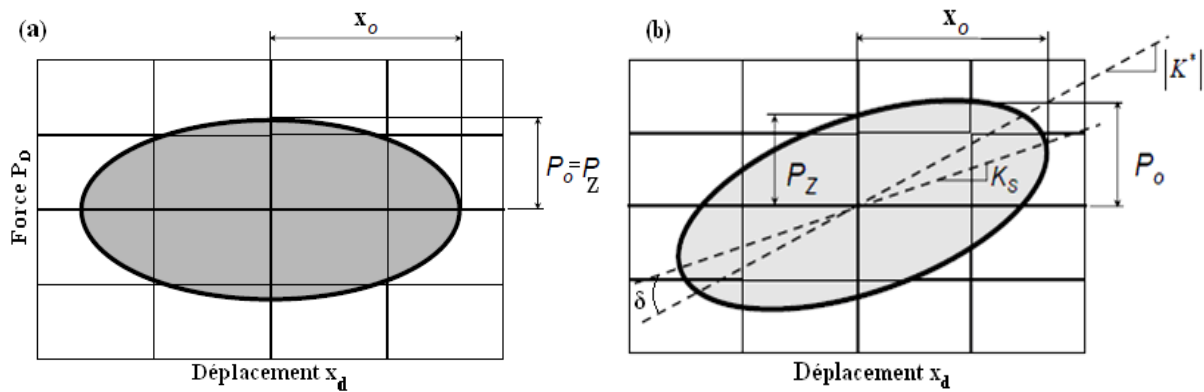 (a)
x_o
Force P_D
P_o=P_Z
Déplacement x_d
(b)
x_o
|K*|
P_Z
K_S
P_o
δ
Déplacement x_d